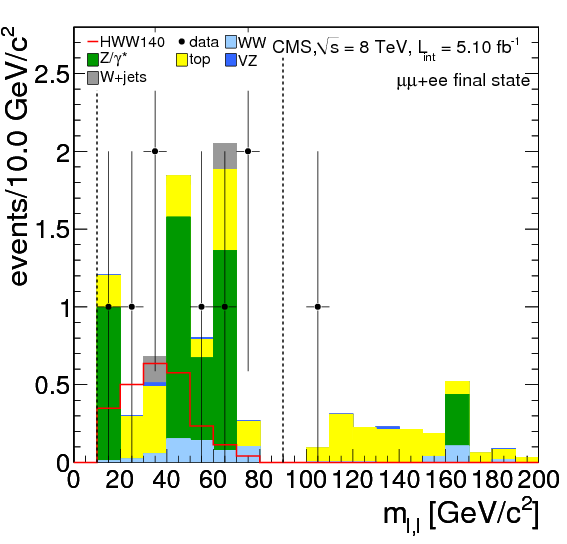 HWW140 data WW CMS,√s = 8 TeV, L_int = 5.10 fb⁻¹
Z/γ* top VZ
W+jets μμ+ee final state
events/10.0 GeV/c²
2.5
2
1.5
1
0.5
0
0 20 40 60 80 100 120 140 160 180 200
m_l,l [GeV/c²]